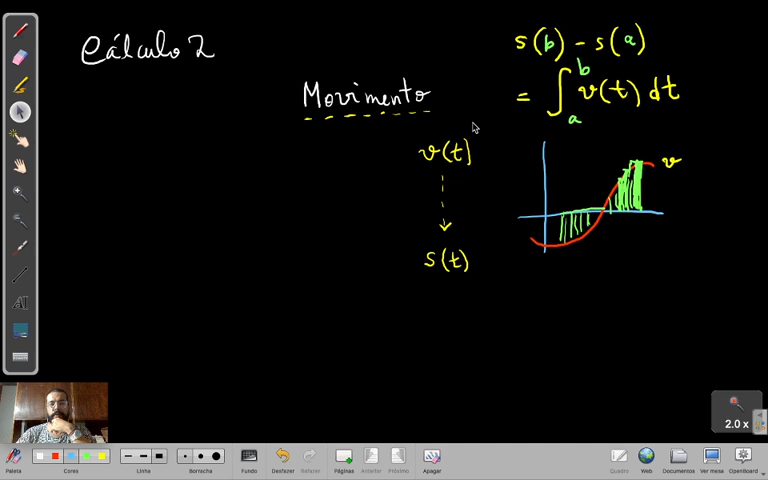 Cálculo 2
s(b) - s(a)
Movimento
= ∫ₐᵇ v(t) dt
v(t)
v
s(t)
AI
2.0 x
Paleta
Cores
Linha
Borracha
Fundo
Desfazer
Refazer
Páginas
Anterior
Próximo
Apagar
Quadro
Web
Documentos
Ver mesa
OpenBoard